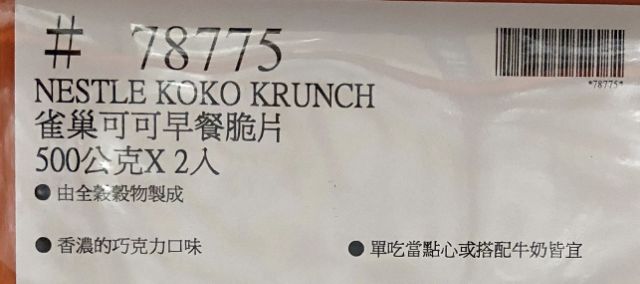 # 78775
*78775*
NESTLE KOKO KRUNCH
雀巢可可早餐脆片
500公克X 2入
●由全穀穀物製成
●香濃的巧克力口味
●單吃當點心或搭配牛奶皆宜